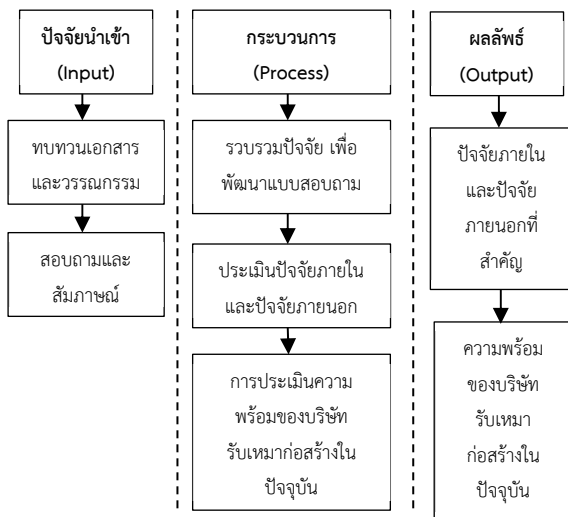 ปัจจัยนำเข้า
(Input)
ทบทวนเอกสาร
และวรรณกรรม
สอบถามและ
สัมภาษณ์
กระบวนการ
(Process)
รวบรวมปัจจัย เพื่อ
พัฒนาแบบสอบถาม
ประเมินปัจจัยภายใน
และปัจจัยภายนอก
การประเมินความ
พร้อมของบริษัท
รับเหมาก่อสร้างใน
ปัจจุบัน
ผลลัพธ์
(Output)
ปัจจัยภายใน
และปัจจัย
ภายนอกที่
สำคัญ
ความพร้อม
ของบริษัท
รับเหมา
ก่อสร้างใน
ปัจจุบัน